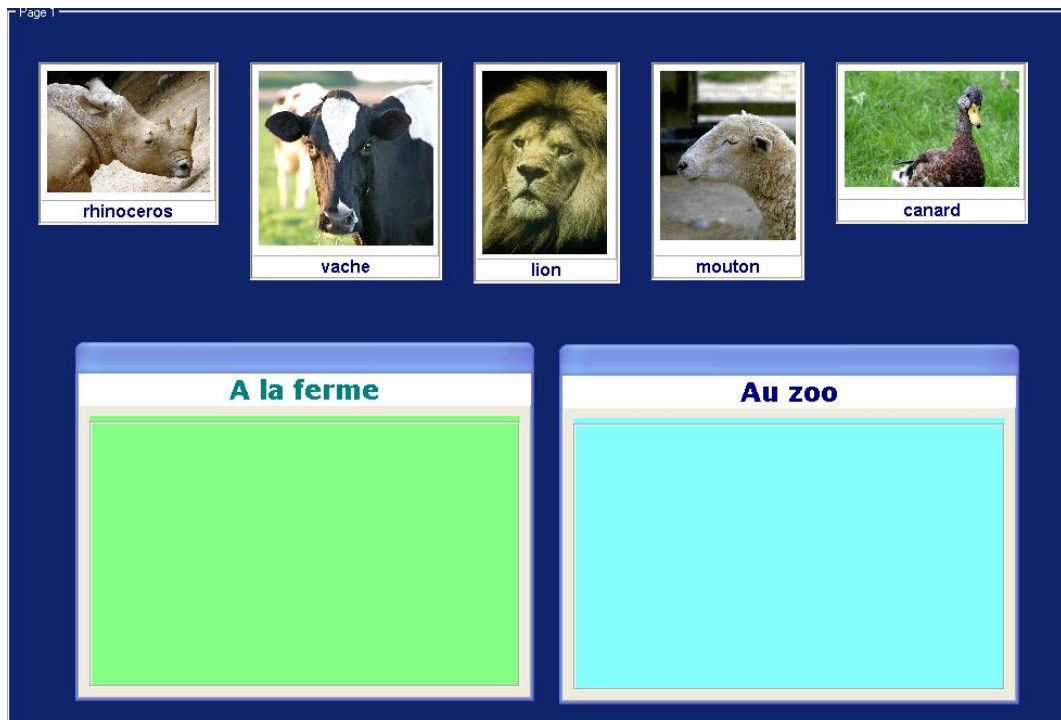 Page 1
rhinoceros
vache
lion
mouton
canard
A la ferme
Au zoo